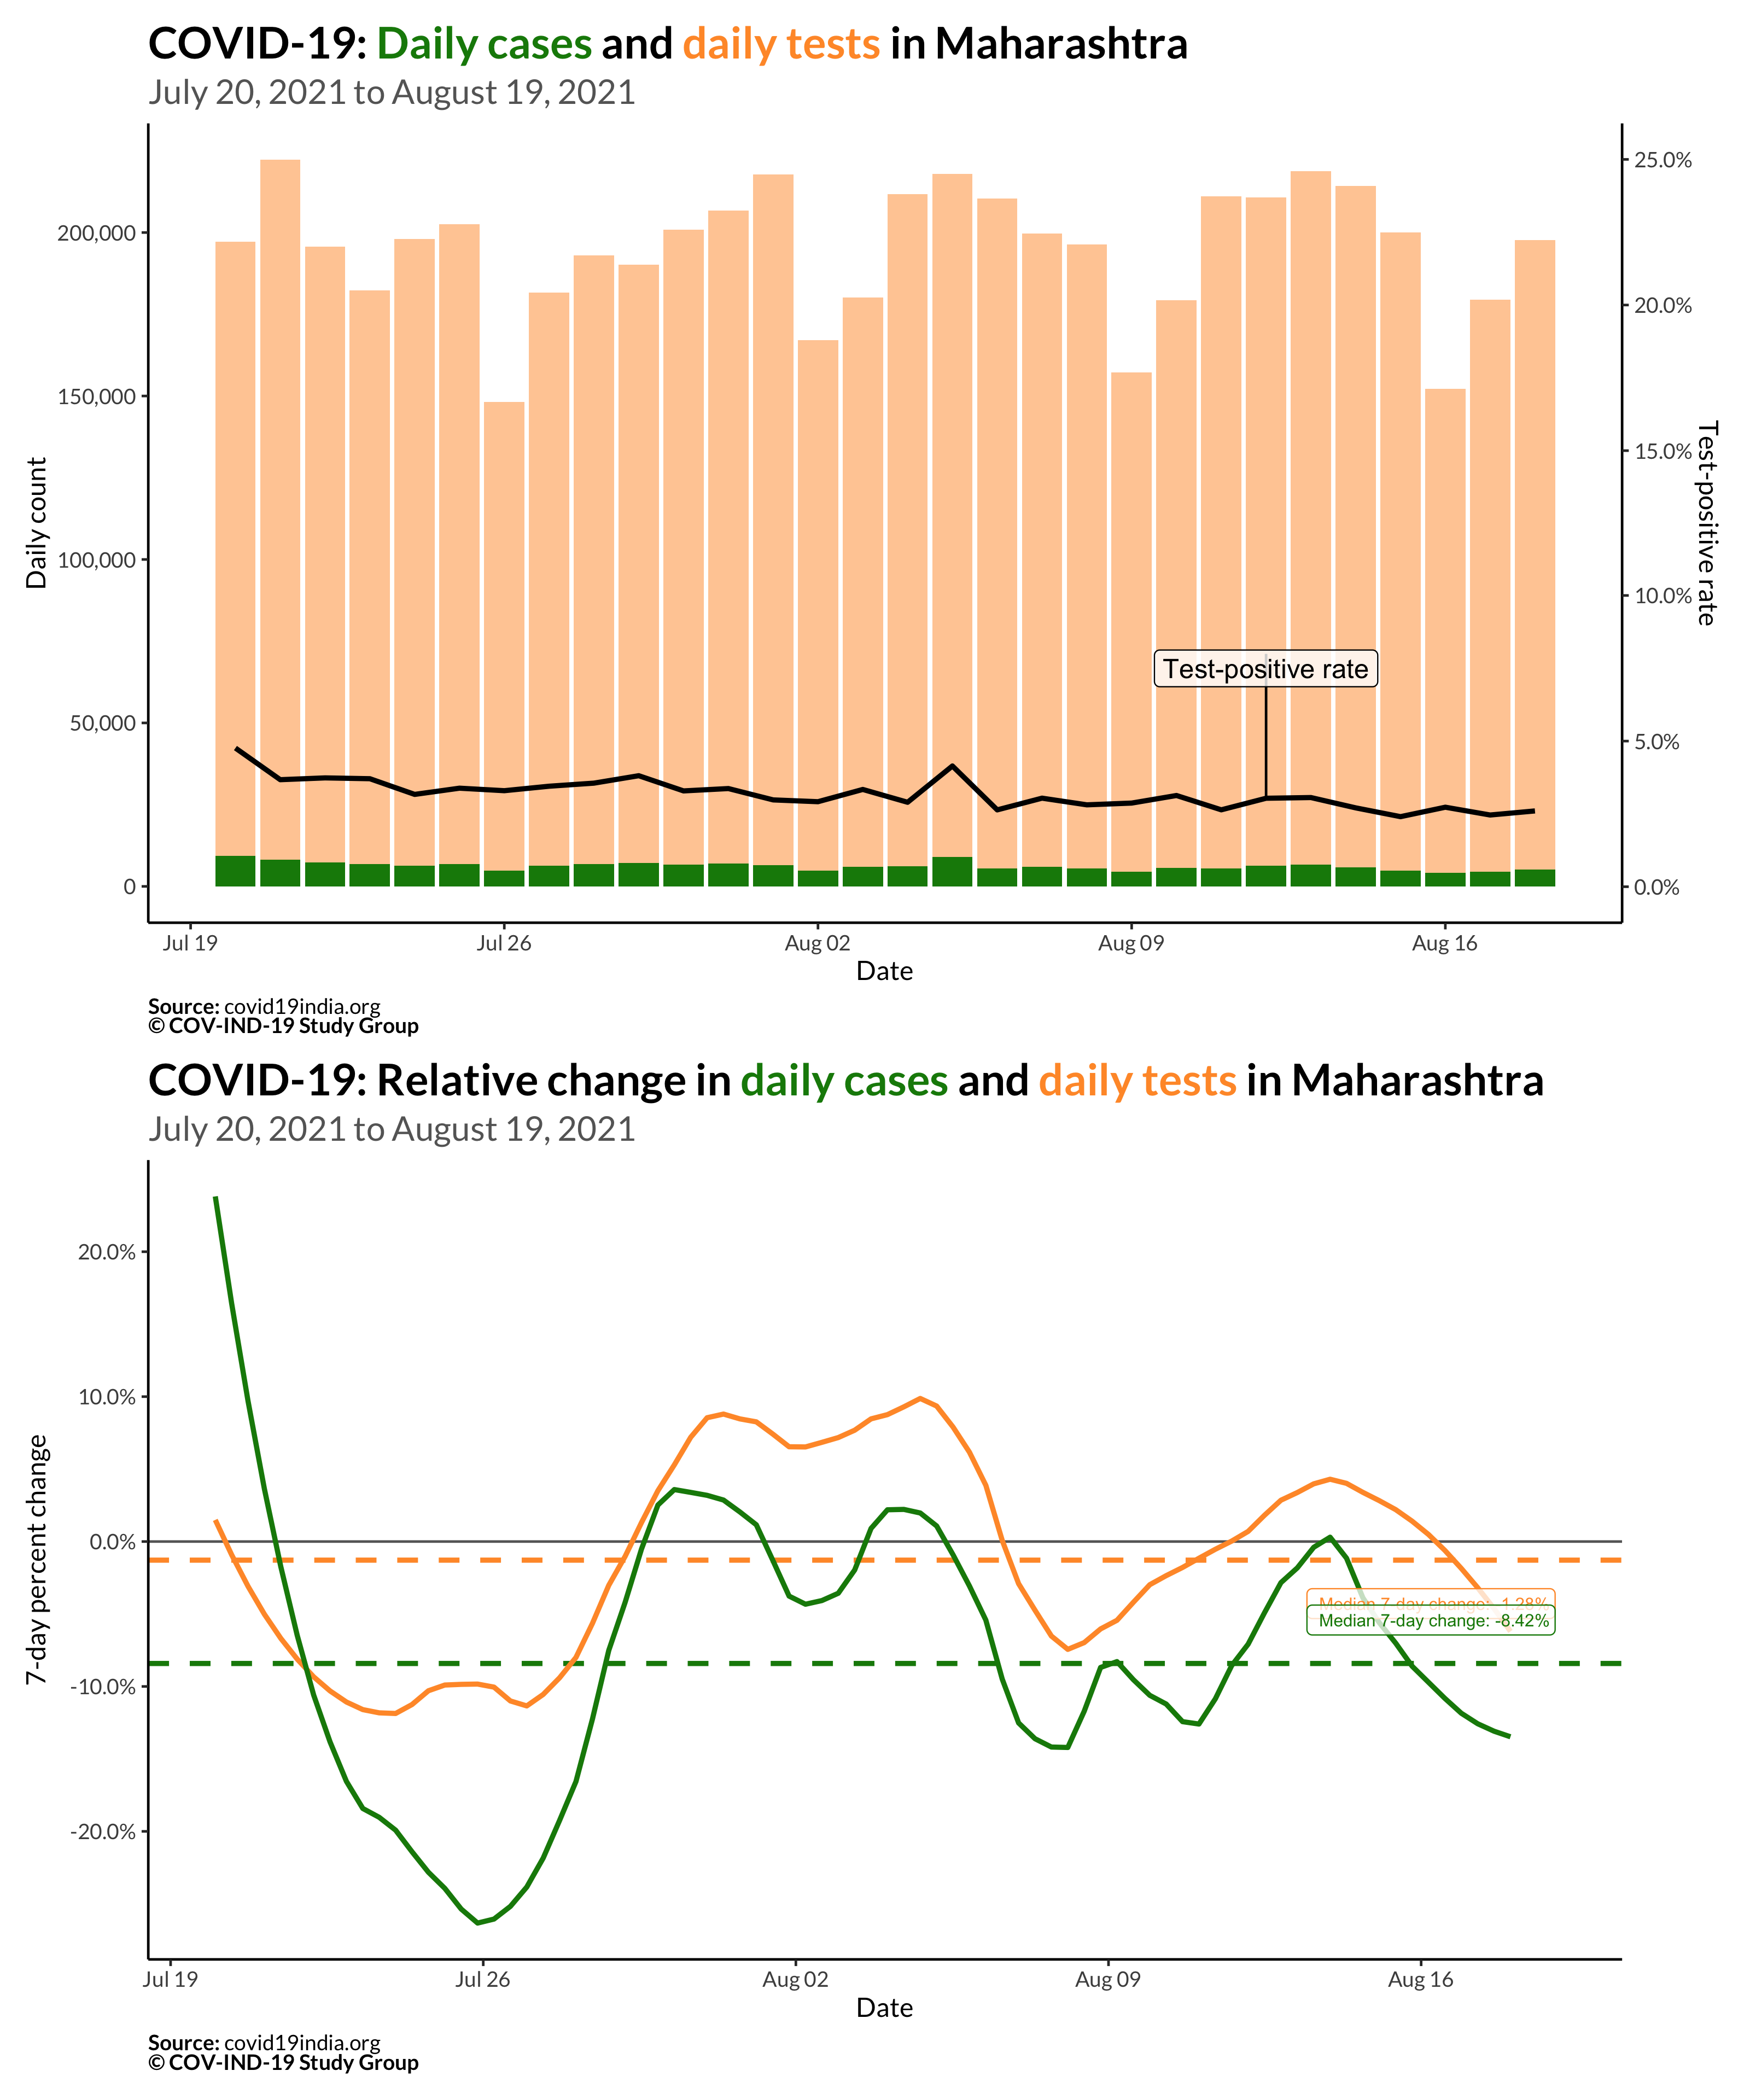 COVID-19: Daily cases and daily tests in Maharashtra
July 20, 2021 to August 19, 2021
25.0%
200,000
20.0%
150,000
15.0%
Daily count
Test-positive rate
100,000
10.0%
Test-positive rate
50,000
5.0%
0
0.0%
Jul 19
Jul 26
Aug 02
Aug 09
Aug 16
Date
Source: covid19india.org
© COV-IND-19 Study Group
COVID-19: Relative change in daily cases and daily tests in Maharashtra
July 20, 2021 to August 19, 2021
20.0%
10.0%
7-day percent change
0.0%
Median 7-day change: -1.28%
Median 7-day change: -8.42%
-10.0%
-20.0%
Jul 19
Jul 26
Aug 02
Aug 09
Aug 16
Date
Source: covid19india.org
© COV-IND-19 Study Group